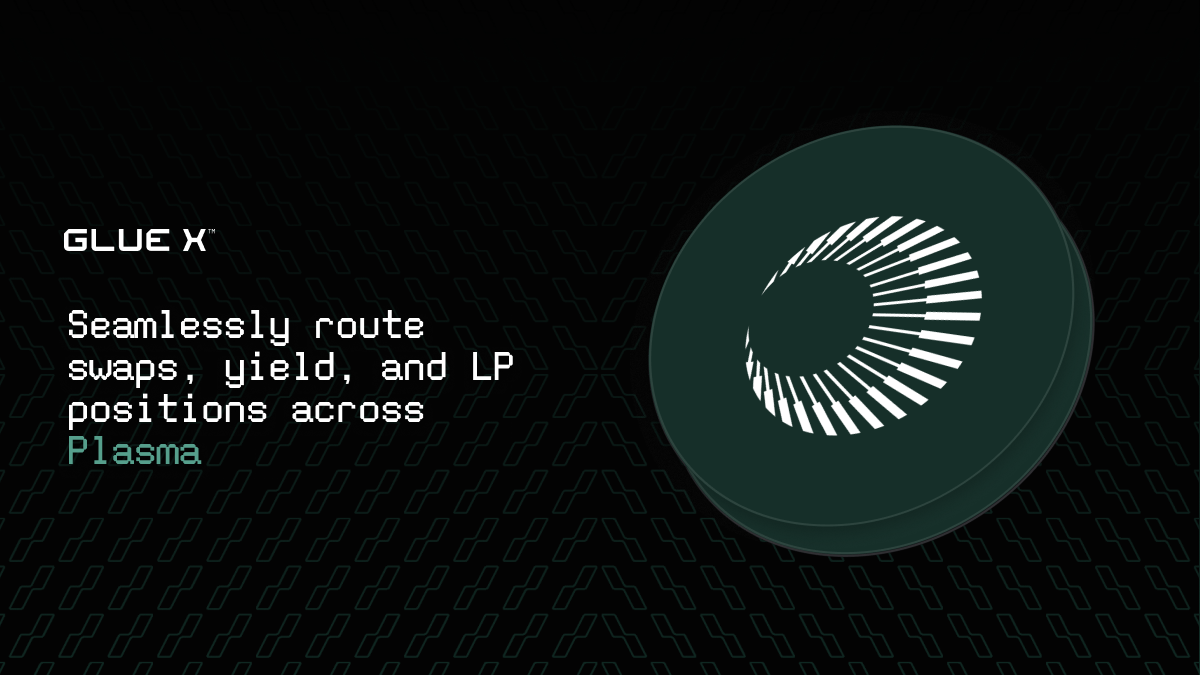 GLUE X™
Seamlessly route
swaps, yield, and LP
positions across
Plasma